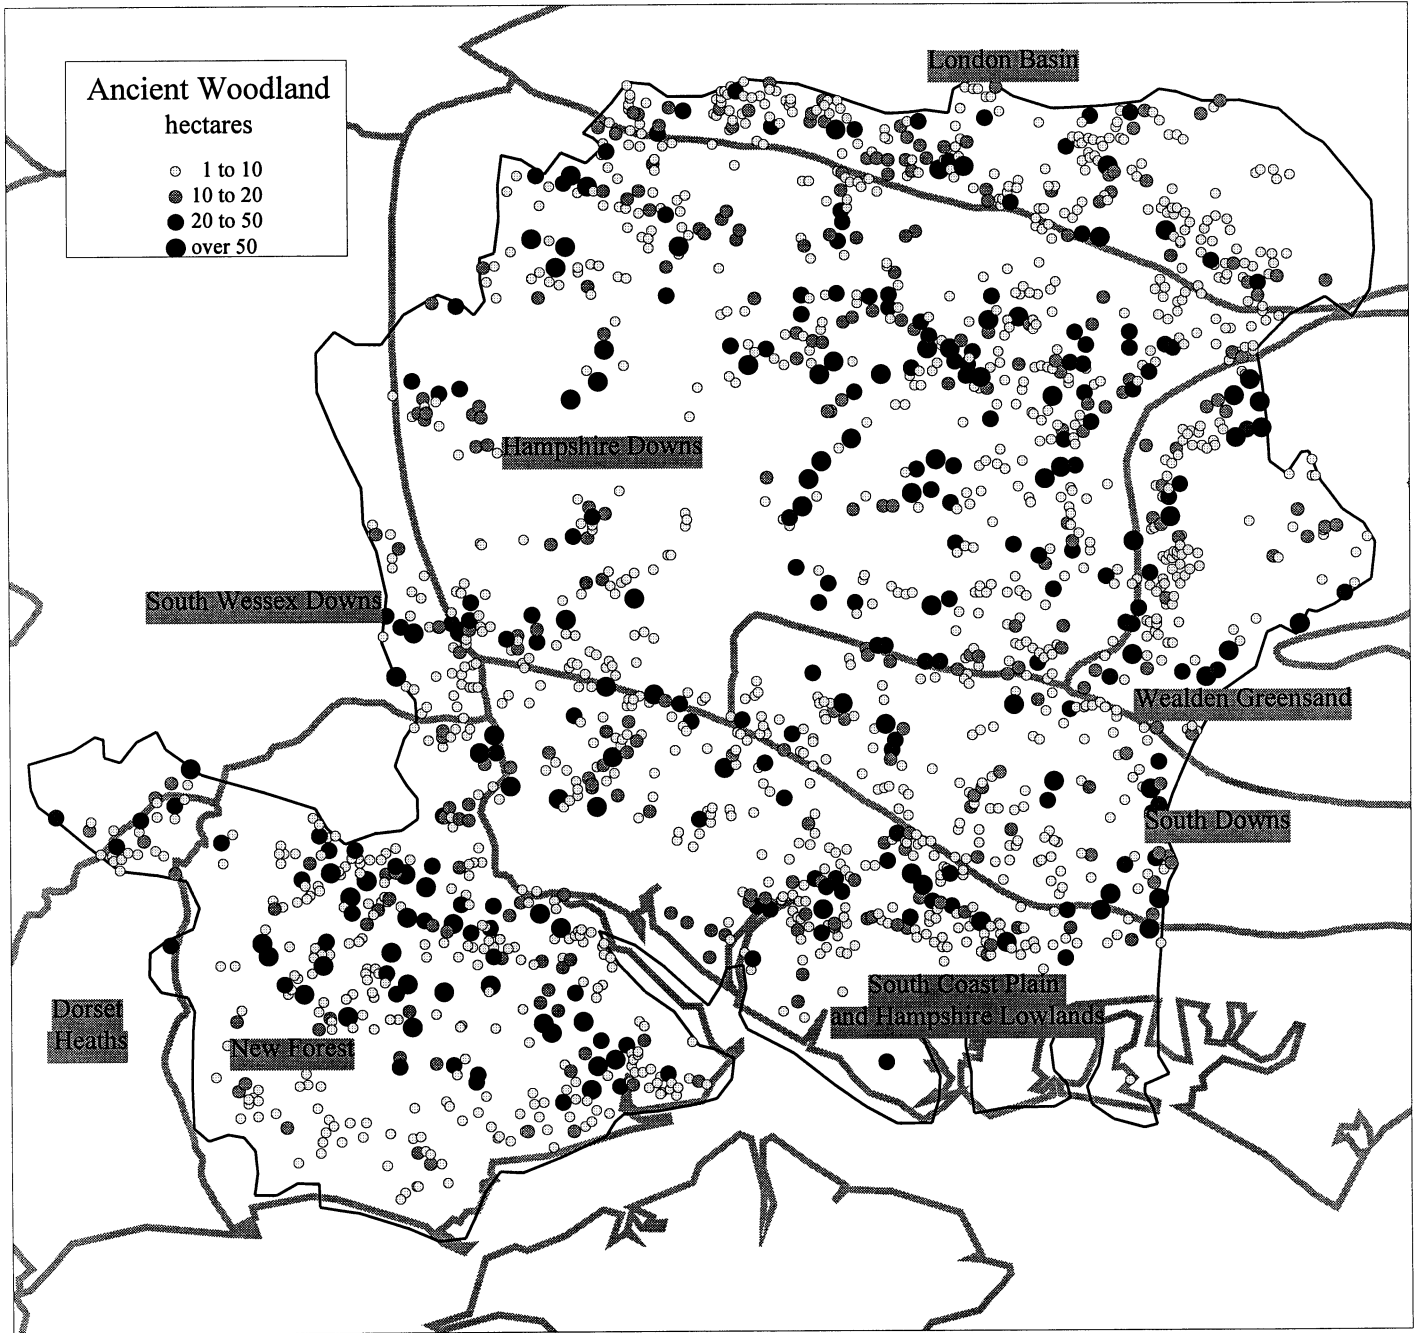 London Basin
Ancient Woodland
hectares
1 to 10
10 to 20
20 to 50
over 50
Hampshire Downs
South Wessex Downs
Wealden Greensand
South Downs
South Coast Plain
and Hampshire Lowlands
Dorset
Heaths
New Forest